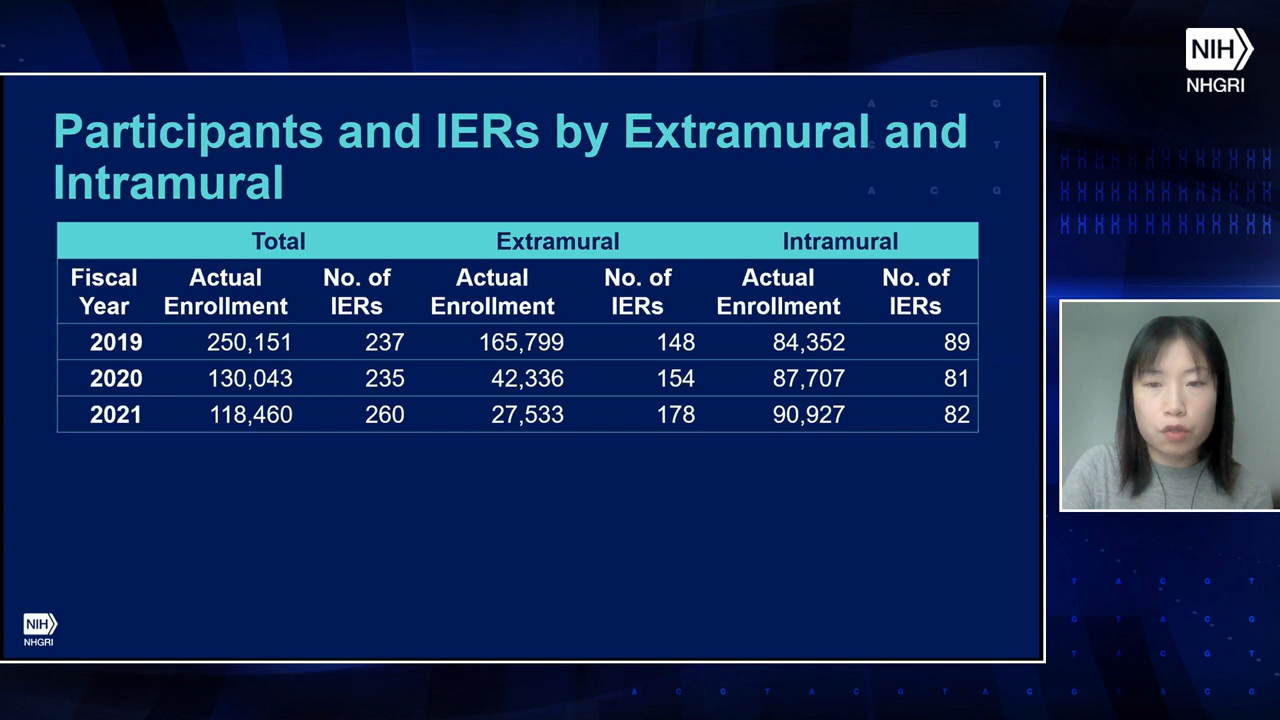 NIH
NHGRI
Participants and IERs by Extramural and
Intramural
A C G
C T
A C G
Total Extramural Intramural
Fiscal Year Actual Enrollment No. of IERs Actual Enrollment No. of IERs Actual Enrollment No. of IERs
2019 250,151 237 165,799 148 84,352 89
2020 130,043 235 42,336 154 87,707 81
2021 118,460 260 27,533 178 90,927 82
NIH
NHGRI
T A C G T
G T A C G
T A C G T
A C G T A C G T A C G T A C G